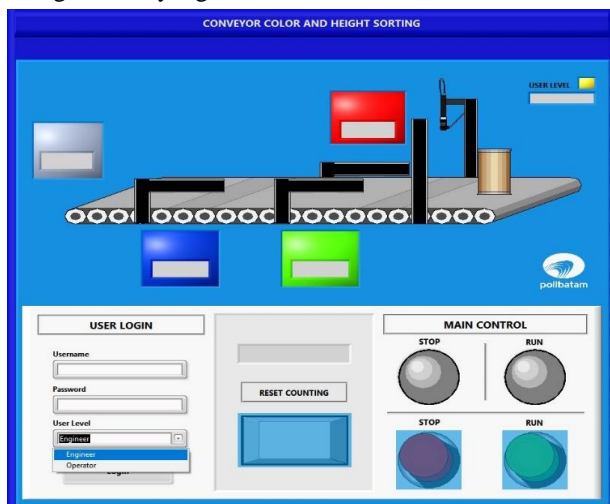 CONVEYOR COLOR AND HEIGHT SORTING
USER LEVEL
polibatam
USER LOGIN
Username
Password
User Level
Engineer
Engineer
Operator
Login
RESET COUNTING
MAIN CONTROL
STOP
RUN
STOP
RUN